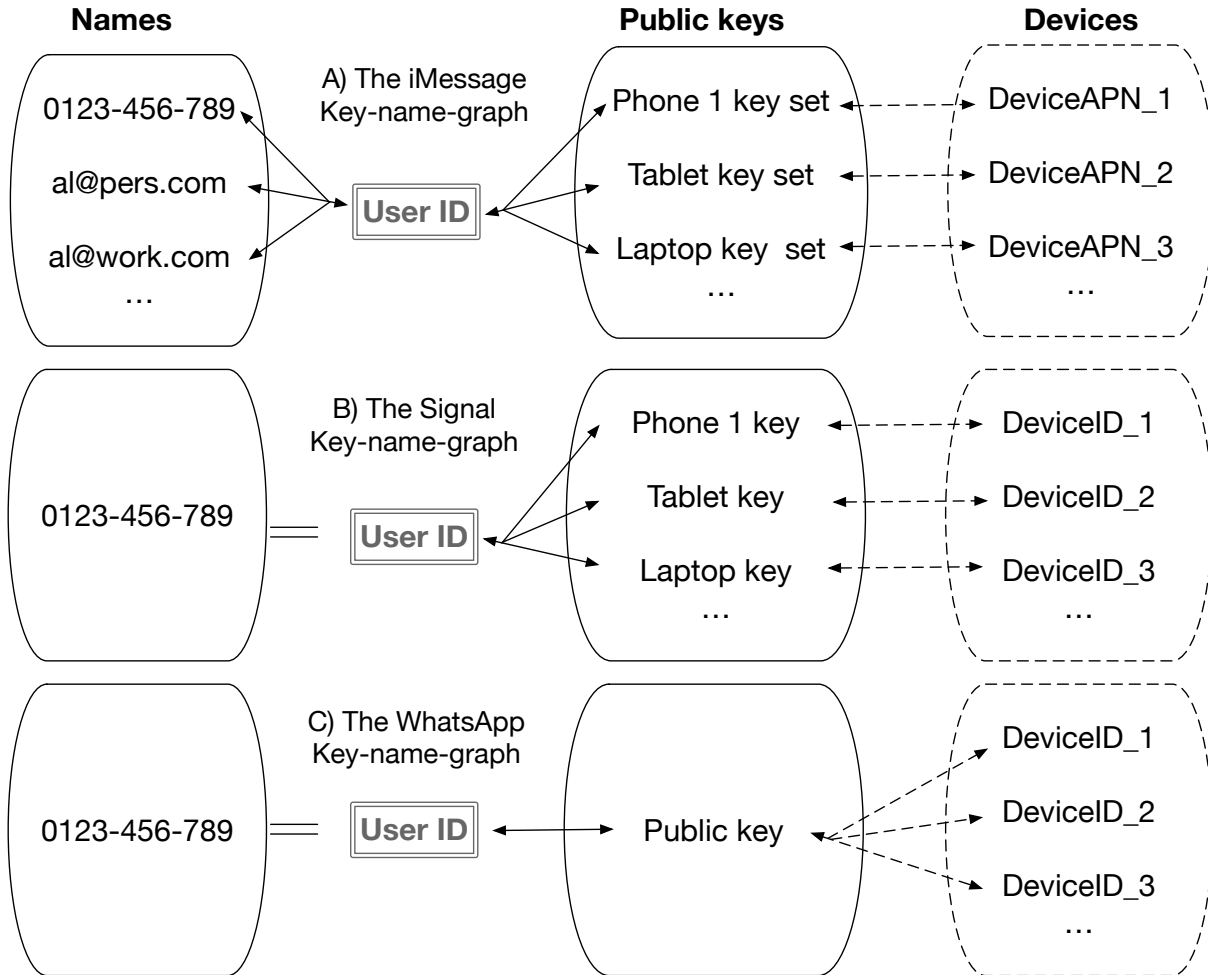 Names
Public keys
Devices
A) The iMessage
Key-name-graph
0123-456-789
al@pers.com
al@work.com
...
User ID
Phone 1 key set
Tablet key set
Laptop key  set
...
DeviceAPN_1
DeviceAPN_2
DeviceAPN_3
...
B) The Signal
Key-name-graph
0123-456-789
User ID
Phone 1 key
Tablet key
Laptop key
...
DeviceID_1
DeviceID_2
DeviceID_3
...
C) The WhatsApp
Key-name-graph
0123-456-789
User ID
Public key
DeviceID_1
DeviceID_2
DeviceID_3
...